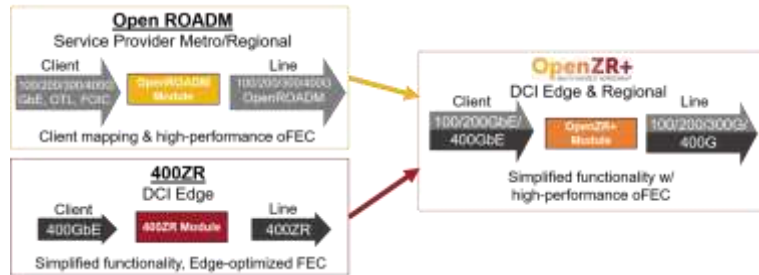 Open ROADM
Service Provider Metro/Regional
Client
Line
100/200/300/400G
GbE, OTL,
OpenROADM
Module
100/200/300/400G
OpenROADM
Client mapping & high-performance oFEC
400ZR
DCI Edge
Client
Line
400GbE
400ZR Module
400ZR
Simplified functionality, Edge-optimized FEC
OpenZR+
DCI Edge & Regional
Client
Line
100/200GbE/
400GbE
OpenZR+
Module
100/200/300G/
400G
Simplified functionality w/
high-performance oFEC